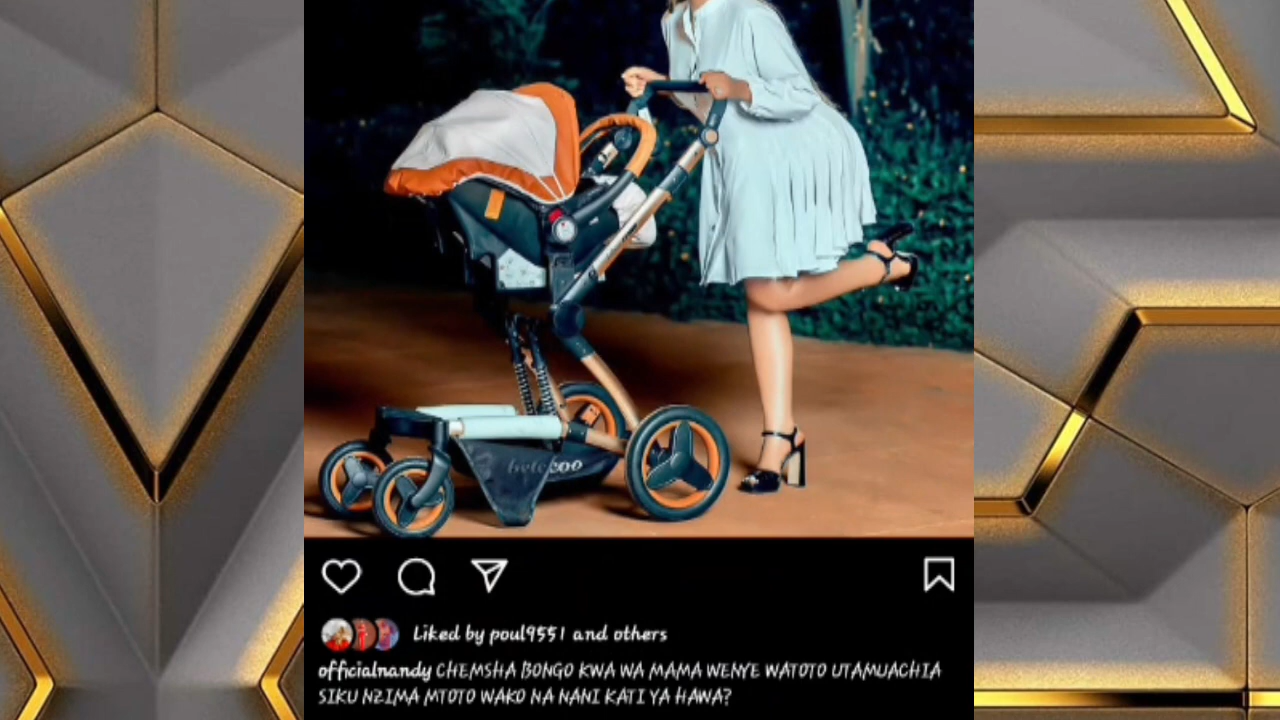 belecoo
Liked by poul9551 and others
officialnandy CHEMSHA BONGO KWA WA MAMA WENYE WATOTO UTAMUACHIA
SIKU NZIMA MTOTO WAKO NA NANI KATI YA HAWA?